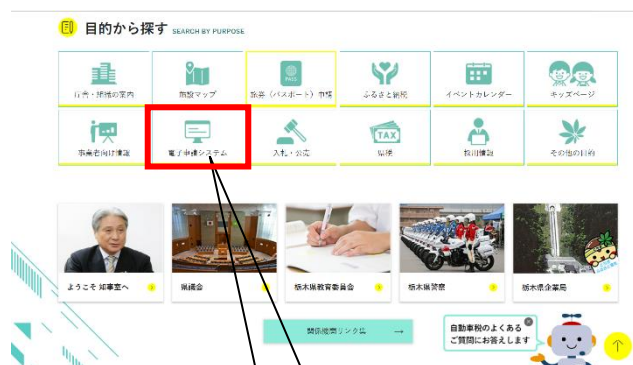 目的から探す SEARCH BY PURPOSE
庁舎・組織の案内
施設マップ
PASS
旅券（パスポート）申請
ふるさと納税
イベントカレンダー
キッズページ
事業者向け情報
電子申請システム
入札・公売
TAX
県税
採用情報
その他の目的
ようこそ 知事室へ
県議会
栃木県教育委員会
栃木県警察
栃木県企業局
関係機関リンク集 →
自動車税のよくある
ご質問にお答えします